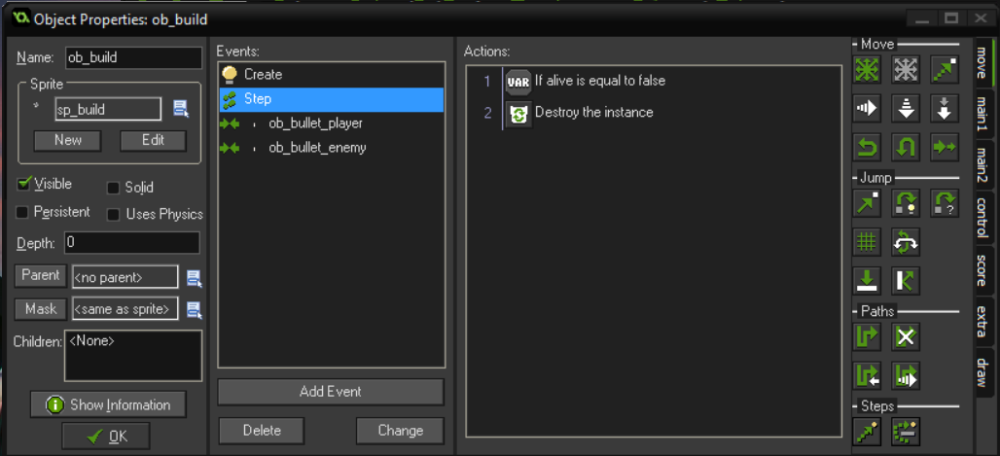 Object Properties: ob_build
Name: ob_build
Sprite
sp_build
New Edit
Visible Solid
Persistent Uses Physics
Depth: 0
Parent <no parent>
Mask <same as sprite>
Children: <None>
Show Information
OK
Events:
Create
Step
ob_bullet_player
ob_bullet_enemy
Add Event
Delete Change
Actions:
1 VAR If alive is equal to false
2 Destroy the instance
Move
Jump
?
Paths
Steps
move
main1
main2
control
score
extra
draw